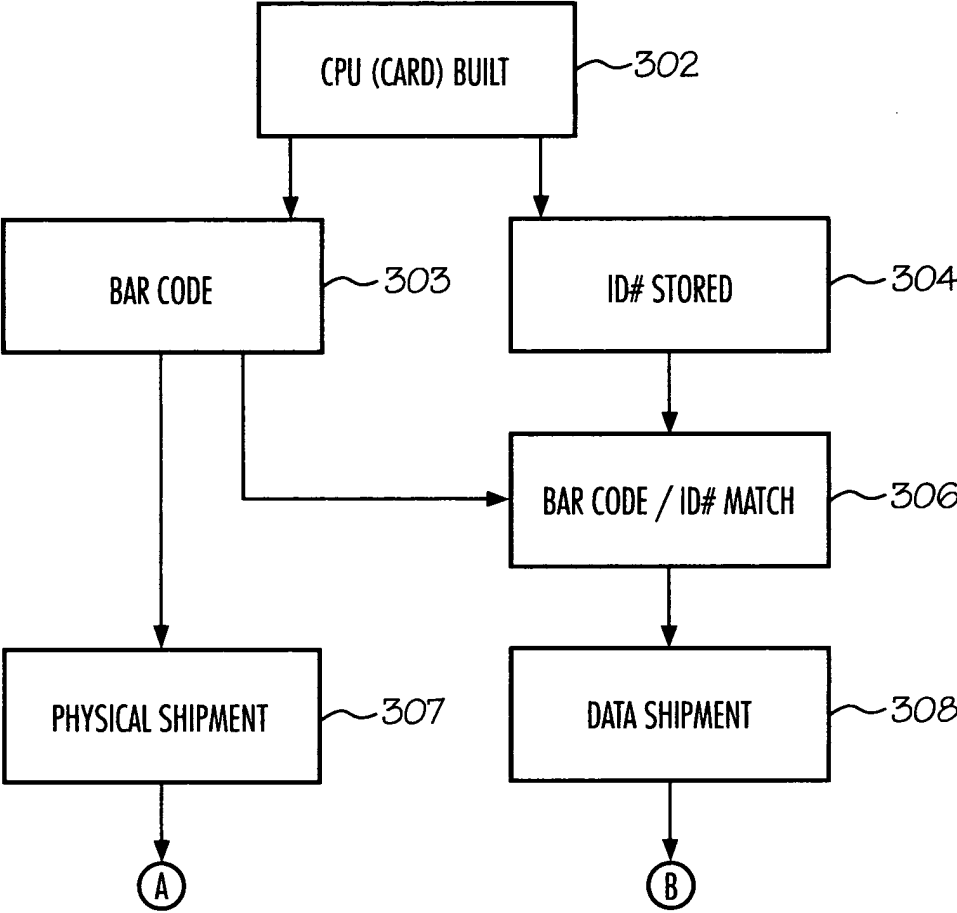 CPU (CARD) BUILT
302
BAR CODE
303
ID# STORED
304
BAR CODE / ID# MATCH
306
PHYSICAL SHIPMENT
307
DATA SHIPMENT
308
A
B